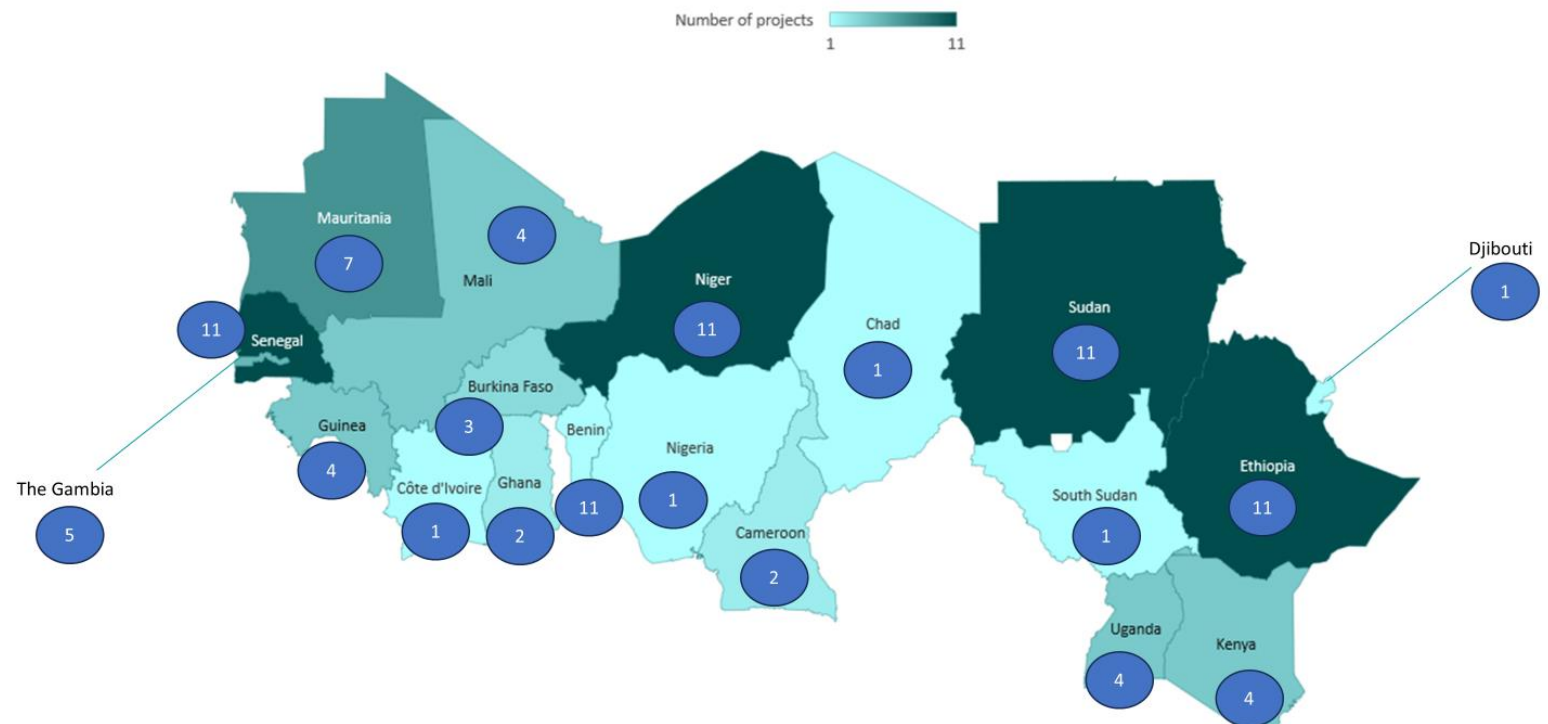 Number of projects
1 11
Mauritania
7
4
Mali
Niger
11
Djibouti
1
Sudan
11
Chad
1
11
Senegal
Burkina Faso
3
Guinea
4
Benin
11
Nigeria
1
Côte d'Ivoire
1
Ghana
2
The Gambia
5
Ethiopia
11
South Sudan
1
Cameroon
2
Uganda
4
Kenya
4